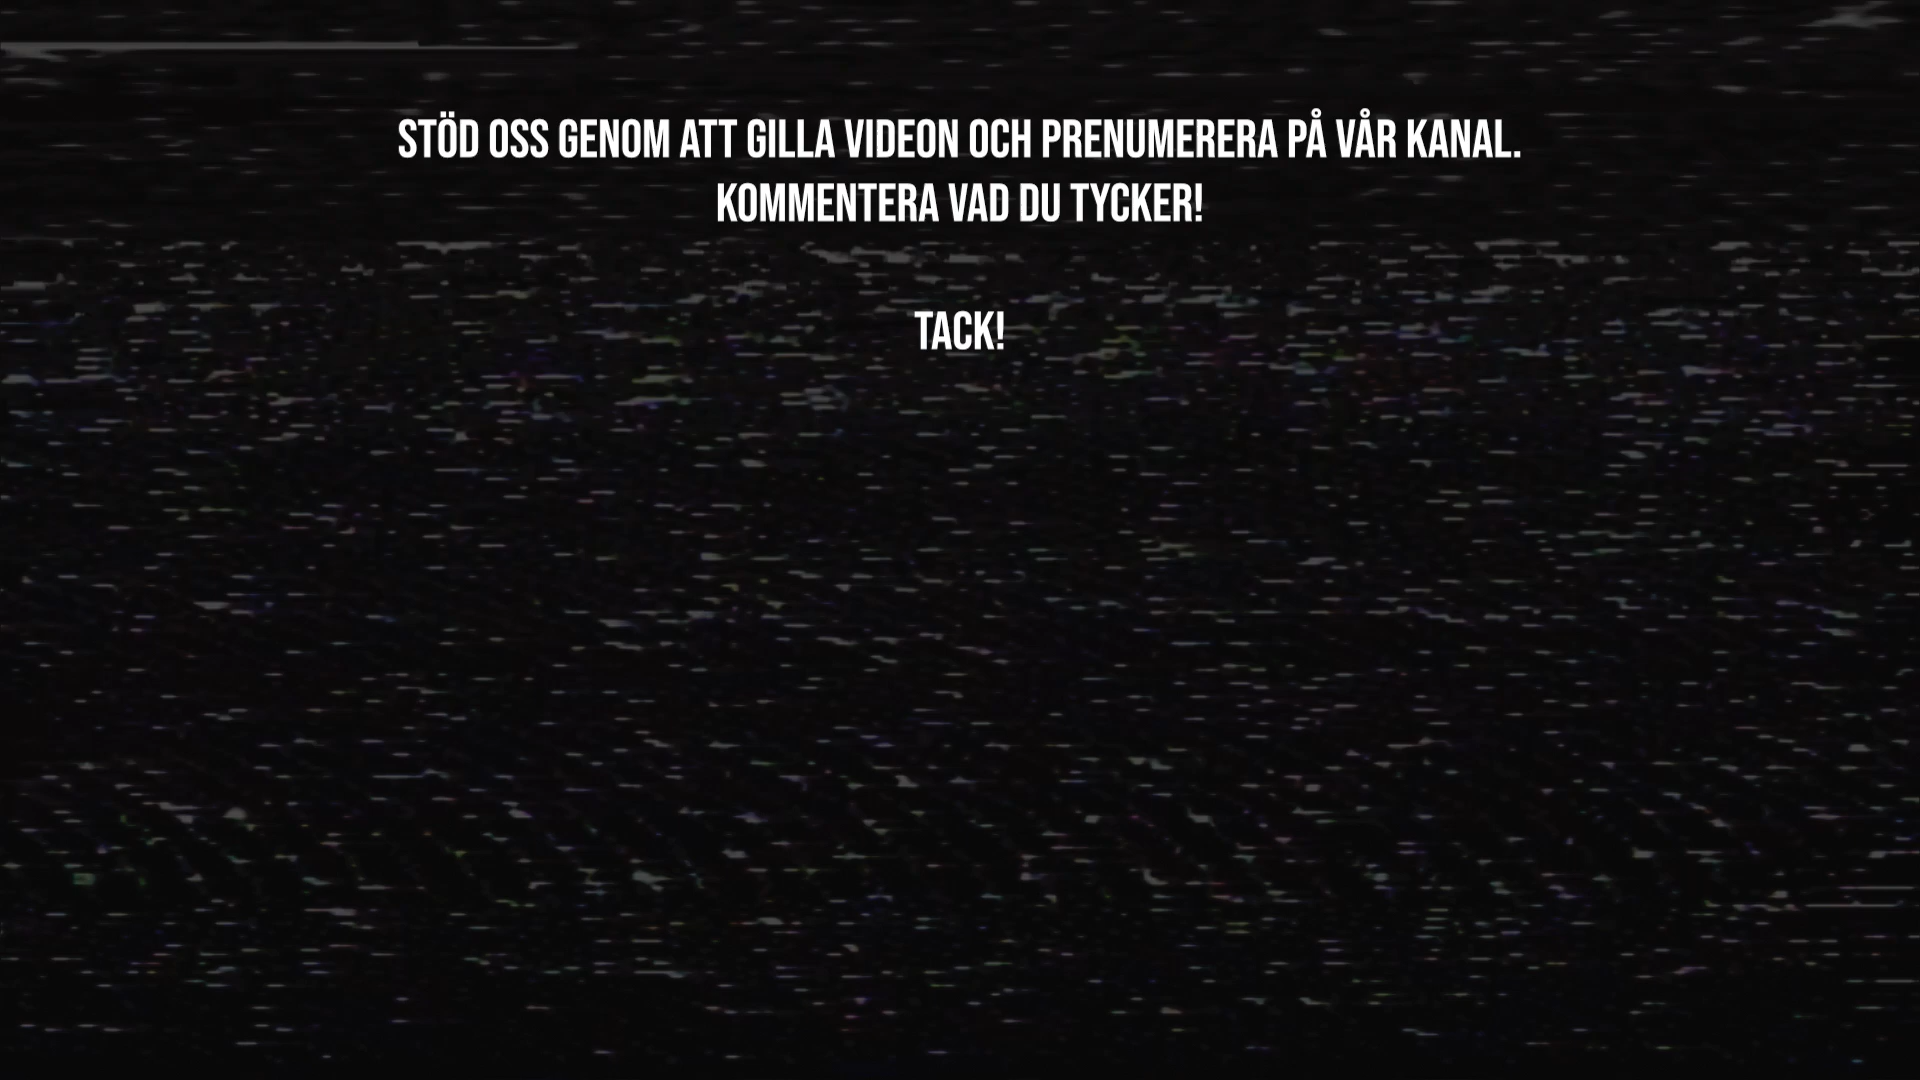 STÖD OSS GENOM ATT GILLA VIDEON OCH PRENUMERERA PÅ VÅR KANAL.
KOMMENTERA VAD DU TYCKER!
TACK!